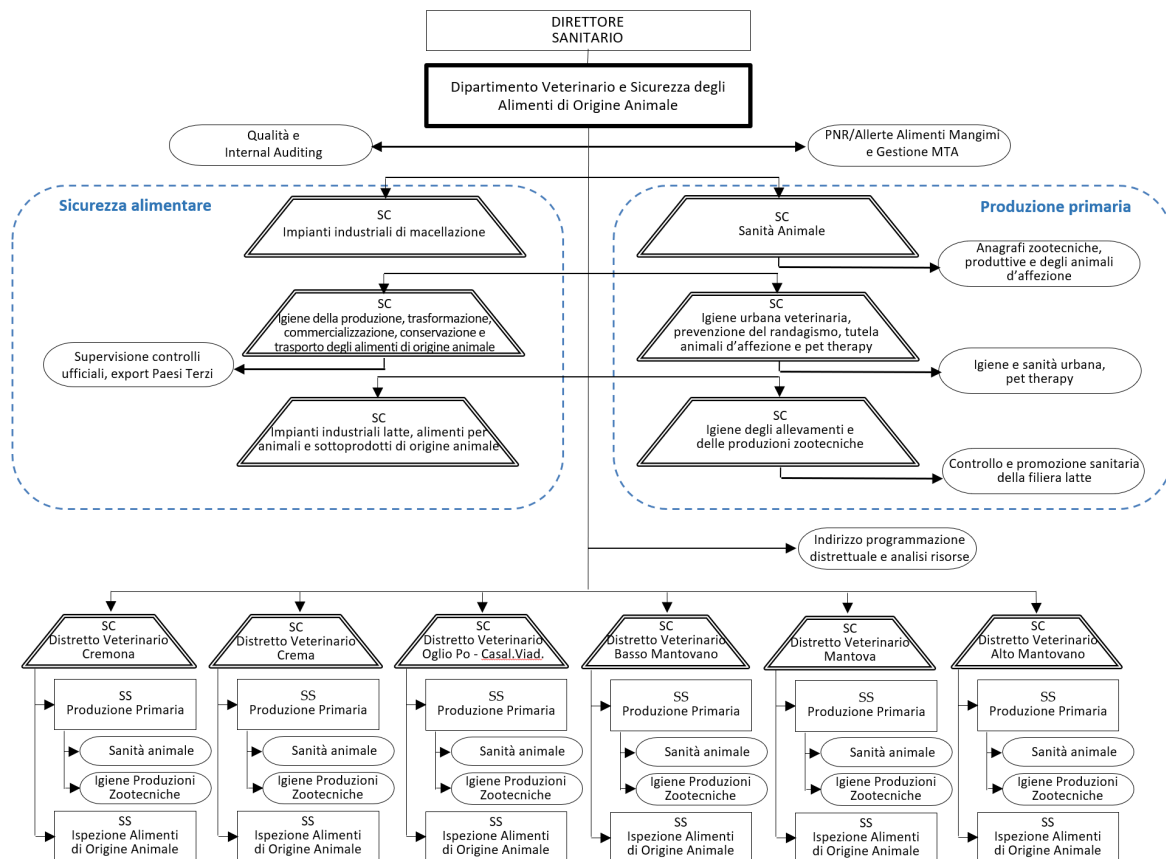 DIRETTORE
SANITARIO
Dipartimento Veterinario e Sicurezza degli
Alimenti di Origine Animale
Qualità e
Internal Auditing
PNR/Allerte Alimenti Mangimi
e Gestione MTA
Sicurezza alimentare
Produzione primaria
SC
Impianti industriali di macellazione
SC
Sanità Animale
Anagrafi zootecniche,
produttive e degli animali
d'affezione
SC
Igiene della produzione, trasformazione,
commercializzazione, conservazione e
trasporto degli alimenti di origine animale
SC
Igiene urbana veterinaria,
prevenzione del randagismo, tutela
animali d'affezione e pet therapy
Supervisione controlli
ufficiali, export Paesi Terzi
Igiene e sanità urbana,
pet therapy
SC
Impianti industriali latte, alimenti per
animali e sottoprodotti di origine animale
SC
Igiene degli allevamenti e
delle produzioni zootecniche
Controllo e promozione sanitaria
della filiera latte
Indirizzo programmazione
distrettuale e analisi risorse
SC
Distretto Veterinario
Cremona
SC
Distretto Veterinario
Crema
SC
Distretto Veterinario
Oglio Po - Casal.Viad.
SC
Distretto Veterinario
Basso Mantovano
SC
Distretto Veterinario
Mantova
SC
Distretto Veterinario
Alto Mantovano
SS
Produzione Primaria
SS
Produzione Primaria
SS
Produzione Primaria
SS
Produzione Primaria
SS
Produzione Primaria
SS
Produzione Primaria
Sanità animale
Sanità animale
Sanità animale
Sanità animale
Sanità animale
Sanità animale
Igiene Produzioni
Zootecniche
Igiene Produzioni
Zootecniche
Igiene Produzioni
Zootecniche
Igiene Produzioni
Zootecniche
Igiene Produzioni
Zootecniche
Igiene Produzioni
Zootecniche
SS
Ispezione Alimenti
di Origine Animale
SS
Ispezione Alimenti
di Origine Animale
SS
Ispezione Alimenti
di Origine Animale
SS
Ispezione Alimenti
di Origine Animale
SS
Ispezione Alimenti
di Origine Animale
SS
Ispezione Alimenti
di Origine Animale